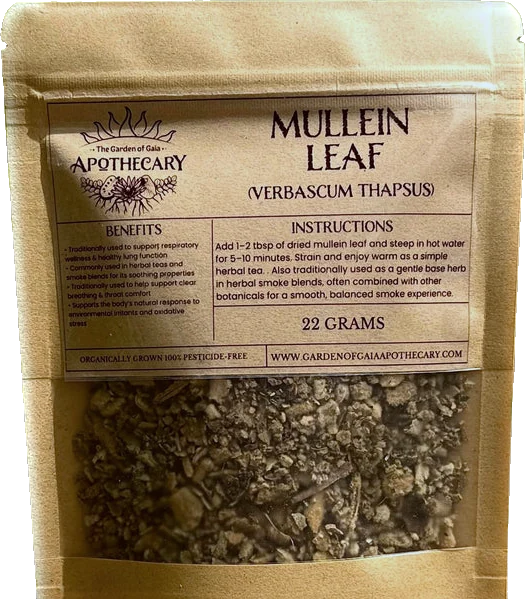 The Garden of Gaia
APOTHECARY
MULLEIN
LEAF
(VERBASCUM THAPSUS)
BENEFITS
• Traditionally used to support respiratory
wellness & healthy lung function
• Commonly used in herbal teas and
smoke blends for its soothing properties
• Traditionally used to help support clear
breathing & throat comfort
• Supports the body's natural response to
environmental irritants and oxidative
stress
INSTRUCTIONS
Add 1-2 tbsp of dried mullein leaf and steep in hot water
for 5-10 minutes. Strain and enjoy warm as a simple
herbal tea. . Also traditionally used as a gentle base herb
in herbal smoke blends, often combined with other
botanicals for a smooth, balanced smoke experience.
22 GRAMS
ORGANICALLY GROWN 100% PESTICIDE-FREE
WWW.GARDENOFGAIAAPOTHECARY.COM